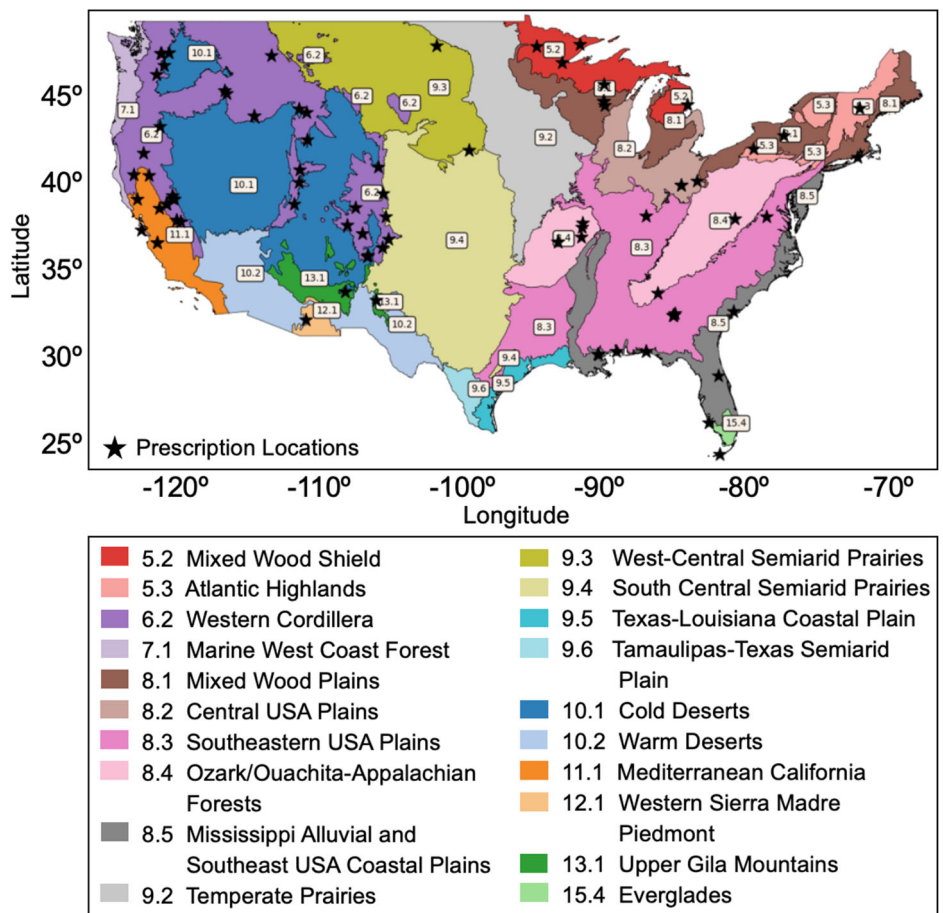 10.1
6.2
5.2
45º
7.1
6.2
9.3
6.2
8.1
5.2
5.3
8.1
8.1
6.2
9.2
8.2
5.3
5.3
40º
10.1
6.2
8.5
Latitude
11.1
9.4
8.4
8.3
8.4
35º
10.2
13.1
13.1
12.1
10.2
8.3
8.5
30º
9.4
9.6
9.5
25º
15.4
Prescription Locations
-120º -110º -100º -90º -80º -70º
Longitude
5.2 Mixed Wood Shield
5.3 Atlantic Highlands
6.2 Western Cordillera
7.1 Marine West Coast Forest
8.1 Mixed Wood Plains
8.2 Central USA Plains
8.3 Southeastern USA Plains
8.4 Ozark/Ouachita-Appalachian
Forests
8.5 Mississippi Alluvial and
Southeast USA Coastal Plains
9.2 Temperate Prairies
9.3 West-Central Semiarid Prairies
9.4 South Central Semiarid Prairies
9.5 Texas-Louisiana Coastal Plain
9.6 Tamaulipas-Texas Semiarid
Plain
10.1 Cold Deserts
10.2 Warm Deserts
11.1 Mediterranean California
12.1 Western Sierra Madre
Piedmont
13.1 Upper Gila Mountains
15.4 Everglades